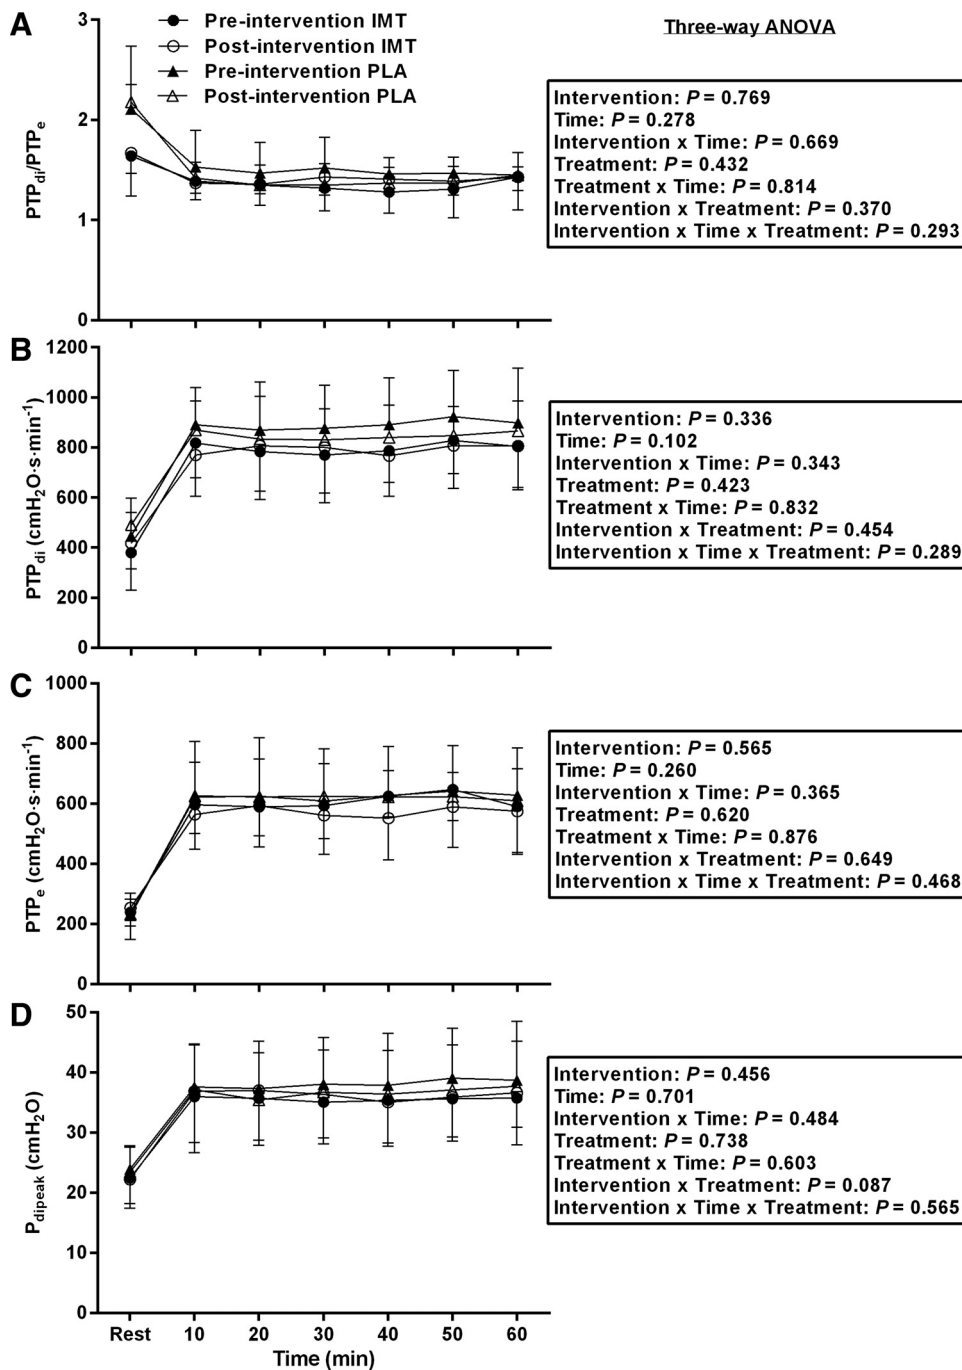 A
3
2
1
0
PTPdi/PTPe
Pre-intervention IMT
Post-intervention IMT
Pre-intervention PLA
Post-intervention PLA
Three-way ANOVA
Intervention: P = 0.769
Time: P = 0.278
Intervention x Time: P = 0.669
Treatment: P = 0.432
Treatment x Time: P = 0.814
Intervention x Treatment: P = 0.370
Intervention x Time x Treatment: P = 0.293
B
1200
1000
800
600
400
200
0
PTPdi (cmH2O·s·min-1)
Intervention: P = 0.336
Time: P = 0.102
Intervention x Time: P = 0.343
Treatment: P = 0.423
Treatment x Time: P = 0.832
Intervention x Treatment: P = 0.454
Intervention x Time x Treatment: P = 0.289
C
1000
800
600
400
200
0
PTPe (cmH2O·s·min-1)
Intervention: P = 0.565
Time: P = 0.260
Intervention x Time: P = 0.365
Treatment: P = 0.620
Treatment x Time: P = 0.876
Intervention x Treatment: P = 0.649
Intervention x Time x Treatment: P = 0.468
D
50
40
30
20
10
0
Pdipeak (cmH2O)
Intervention: P = 0.456
Time: P = 0.701
Intervention x Time: P = 0.484
Treatment: P = 0.738
Treatment x Time: P = 0.603
Intervention x Treatment: P = 0.087
Intervention x Time x Treatment: P = 0.565
Rest 10 20 30 40 50 60
Time (min)